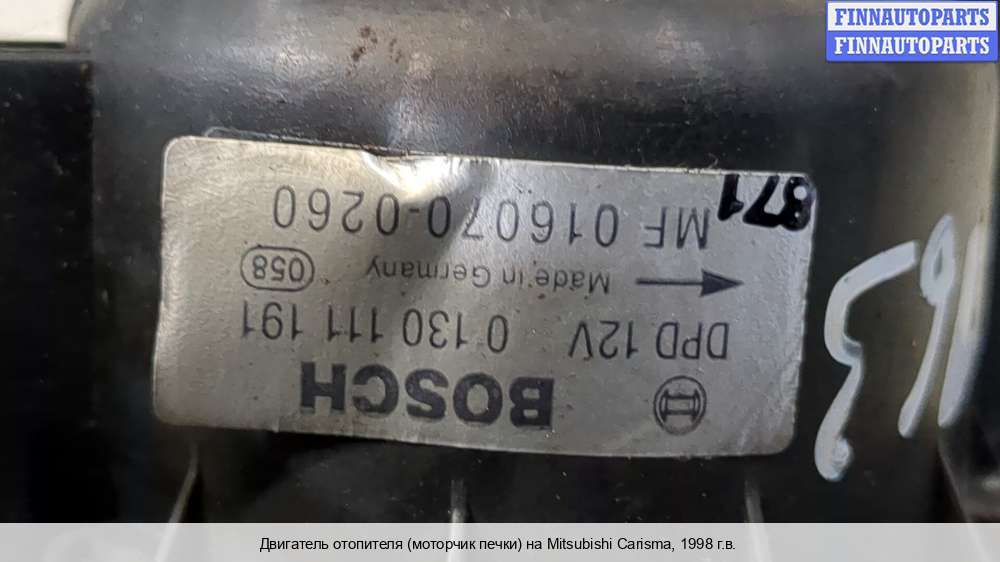 FINNAUTOPARTS
FINNAUTOPARTS
BOSCH
DPD 12V 0 130 111 191
Made in Germany 058
MF 016070-0260
871
Двигатель отопителя (моторчик печки) на Mitsubishi Carisma, 1998 г.в.